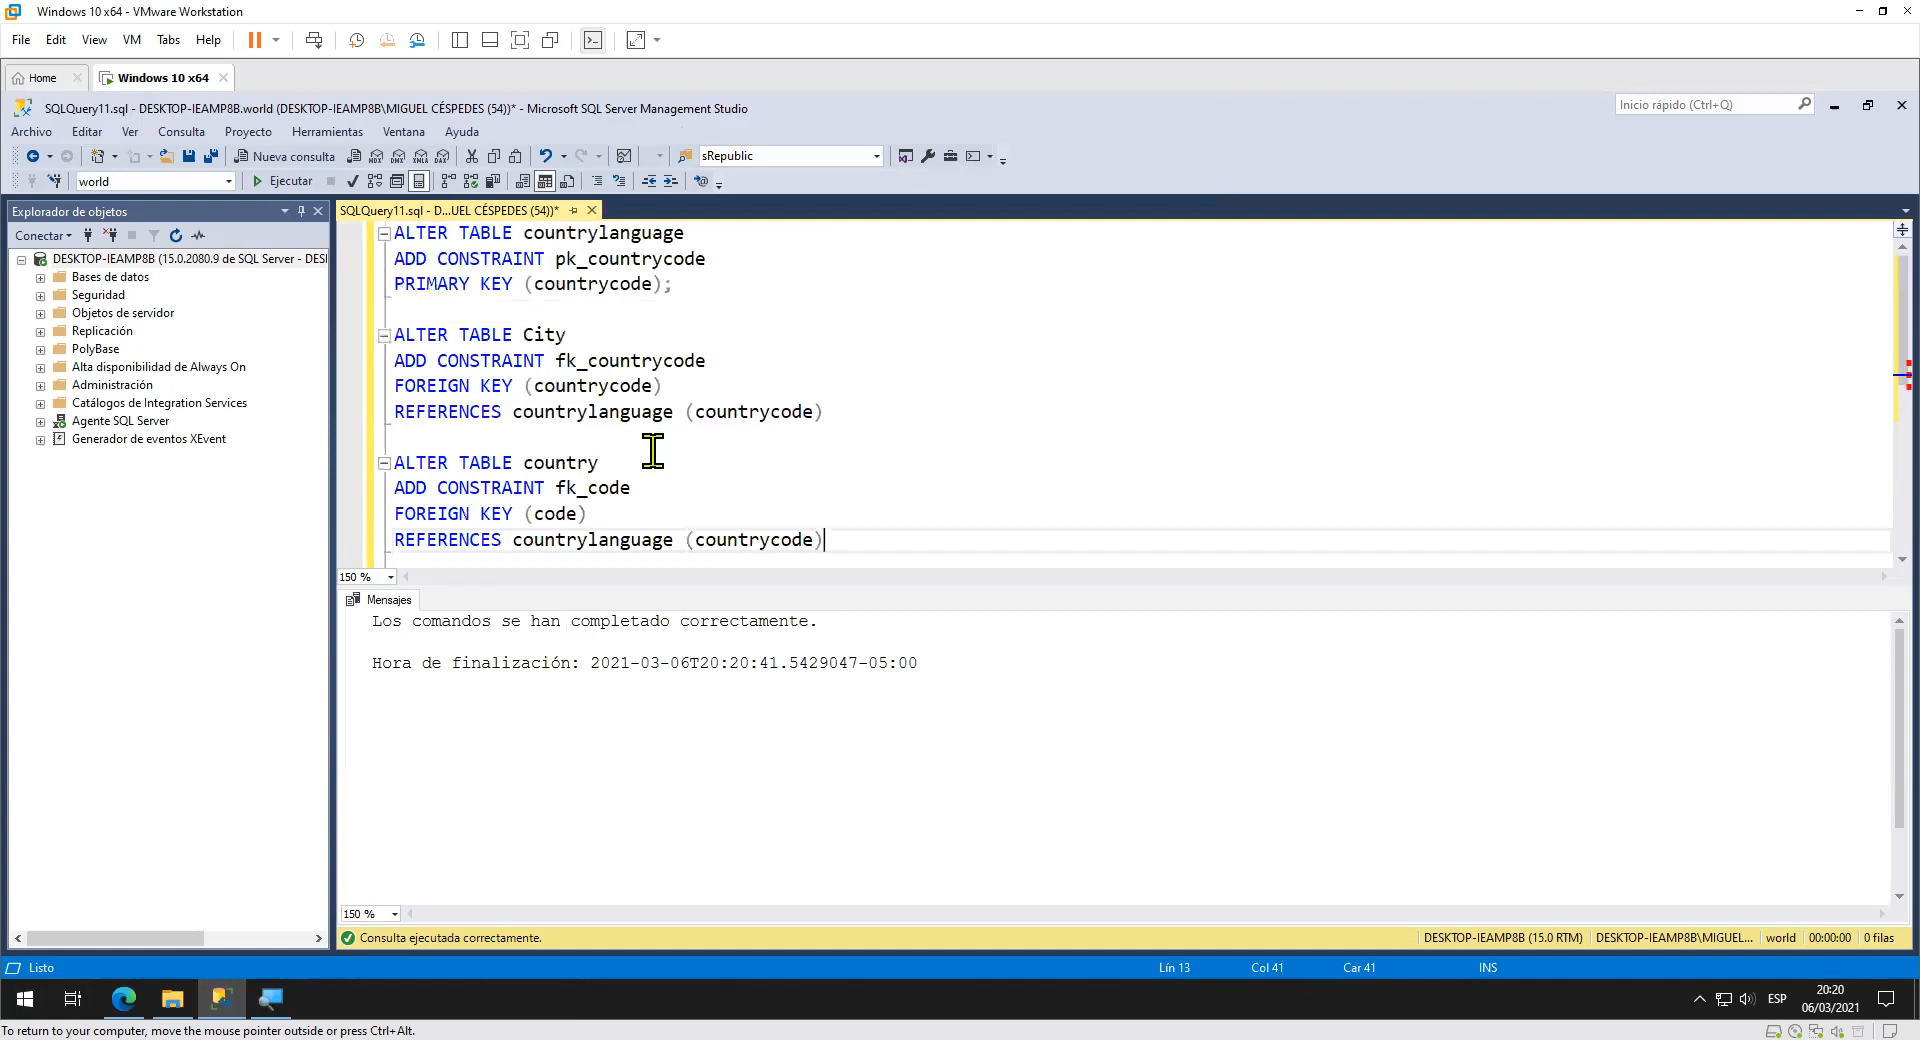 Windows 10 x64 - VMware Workstation
File Edit View VM Tabs Help
Home Windows 10 x64
SQLQuery11.sql - DESKTOP-IEAMP8B.world (DESKTOP-IEAMP8B\MIGUEL CÉSPEDES (54))* - Microsoft SQL Server Management Studio
Inicio rápido (Ctrl+Q)
Archivo Editar Ver Consulta Proyecto Herramientas Ventana Ayuda
Nueva consulta MDX DMX XMLA DAX sRepublic
world Ejecutar
Explorador de objetos
SQLQuery11.sql - D...UEL CÉSPEDES (54))*
Conectar
DESKTOP-IEAMP8B (15.0.2080.9 de SQL Server - DESI
Bases de datos
Seguridad
Objetos de servidor
Replicación
PolyBase
Alta disponibilidad de Always On
Administración
Catálogos de Integration Services
Agente SQL Server
Generador de eventos XEvent
ALTER TABLE countrylanguage
ADD CONSTRAINT pk_countrycode
PRIMARY KEY (countrycode);
ALTER TABLE City
ADD CONSTRAINT fk_countrycode
FOREIGN KEY (countrycode)
REFERENCES countrylanguage (countrycode)
ALTER TABLE country
ADD CONSTRAINT fk_code
FOREIGN KEY (code)
REFERENCES countrylanguage (countrycode)
150 %
Mensajes
Los comandos se han completado correctamente.
Hora de finalización: 2021-03-06T20:20:41.5429047-05:00
150 %
Consulta ejecutada correctamente.
DESKTOP-IEAMP8B (15.0 RTM) DESKTOP-IEAMP8B\MIGUEL... world 00:00:00 0 filas
Listo Lín 13 Col 41 Car 41 INS
ESP 20:20
06/03/2021
To return to your computer, move the mouse pointer outside or press Ctrl+Alt.